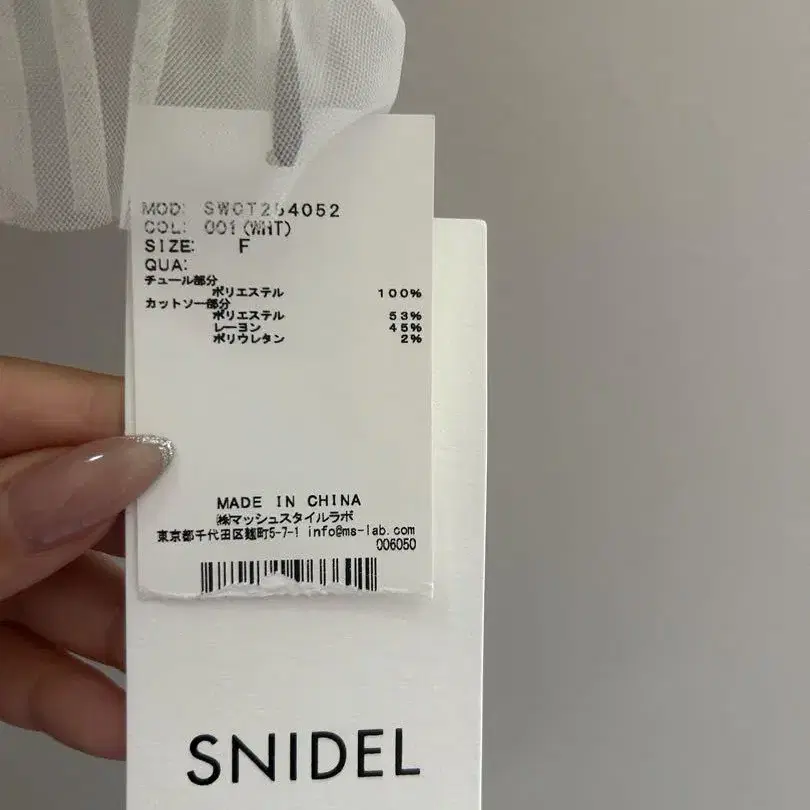 MOD: SWCT254052
COL: 001(WHT)
SIZE: F
QUA:
チュール部分
ポリエステル 100%
カットソー部分
ポリエステル 53%
レーヨン 45%
ポリウレタン 2%
MADE IN CHINA
㈱マッシュスタイルラボ
東京都千代田区麹町5-7-1 info@ms-lab.com
006050
SNIDEL